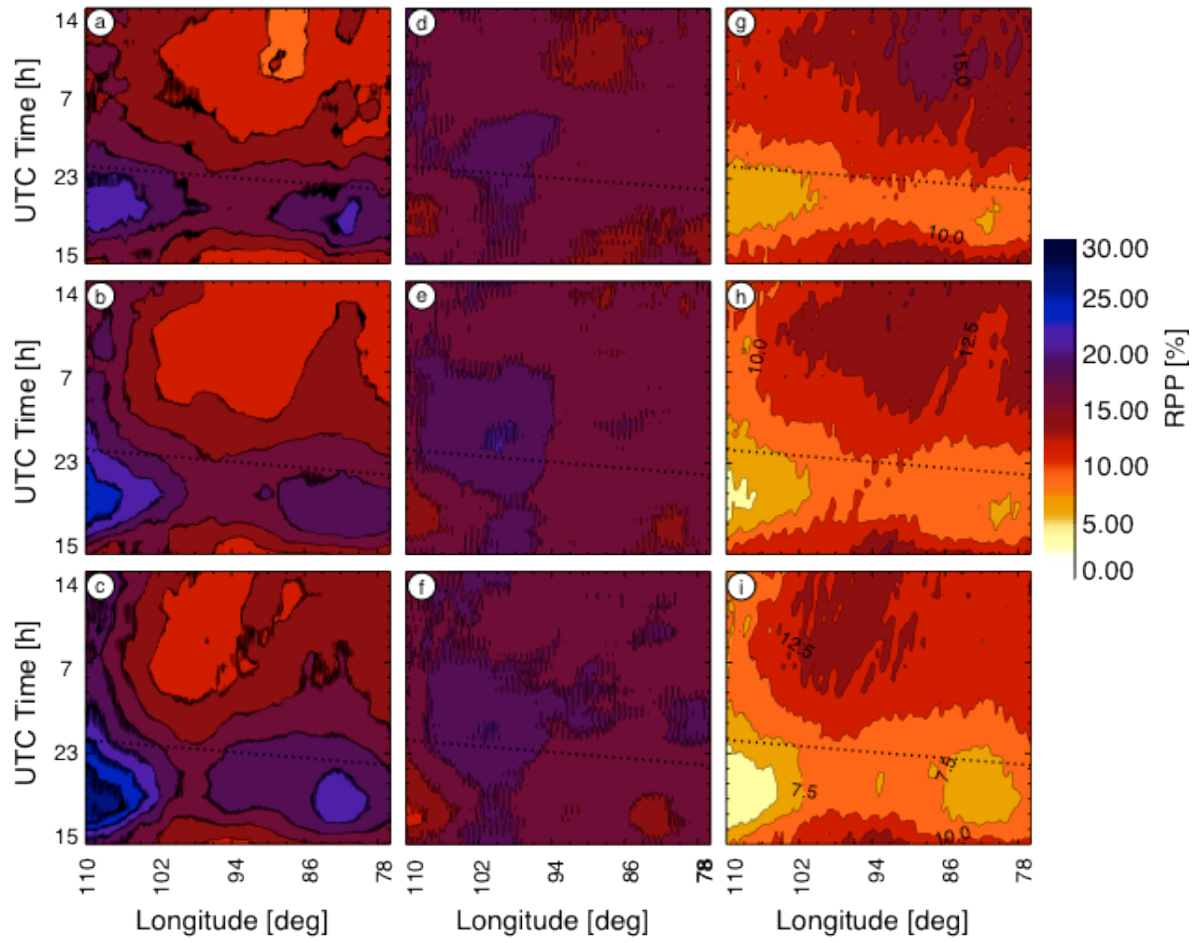 a
d
g
b
e
h
c
f
i
14
7
23
15
14
7
23
15
14
7
23
15
UTC Time [h]
UTC Time [h]
UTC Time [h]
15.0
10.0
10.0
12.5
12.5
7.5
7.5
10.0
110 102 94 86 78
110 102 94 86 78
110 102 94 86 78
Longitude [deg]
Longitude [deg]
Longitude [deg]
30.00
25.00
20.00
15.00
10.00
5.00
0.00
RPP [%]